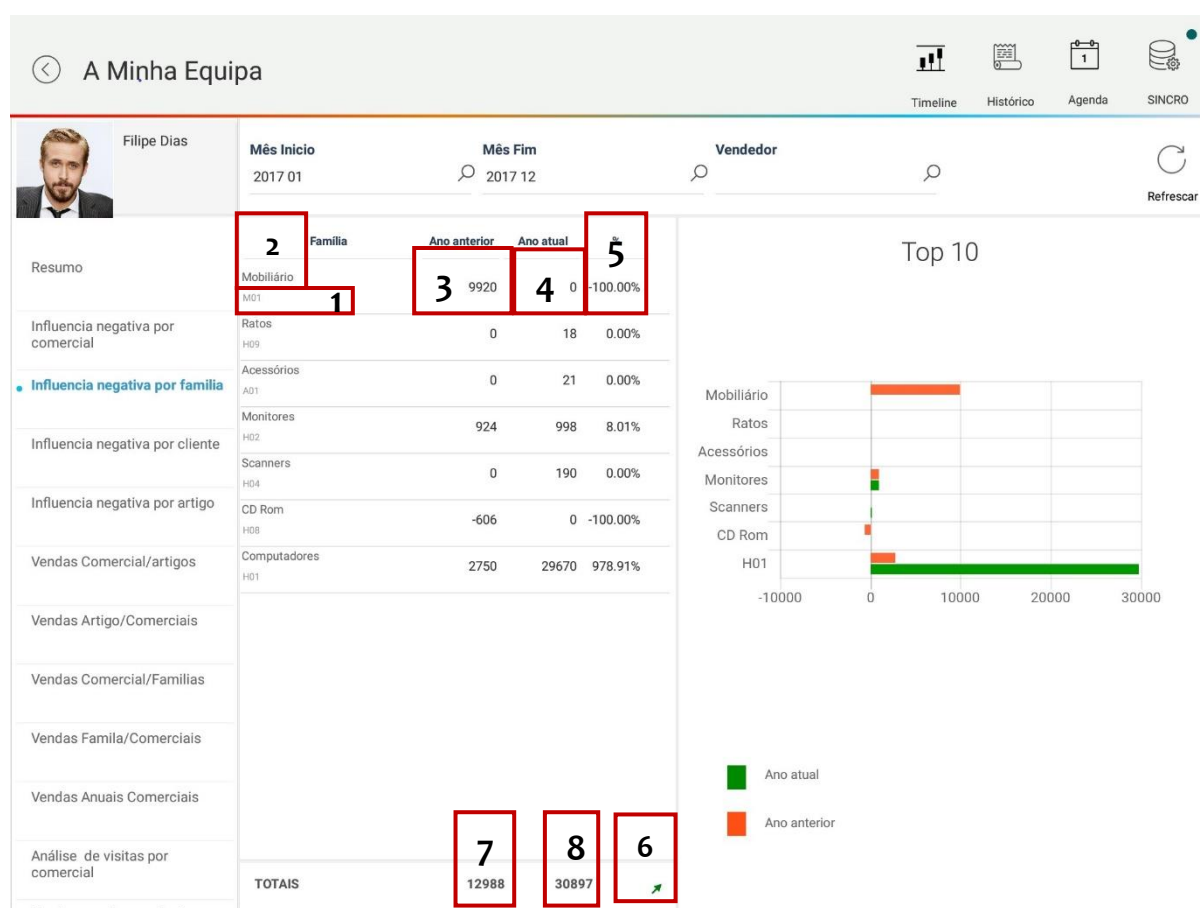 A Minha Equipa
1
Timeline Histórico Agenda SINCRO
Filipe Dias
Mês Inicio Mês Fim Vendedor
2017 01 2017 12
Refrescar
Resumo
Influencia negativa por
comercial
Influencia negativa por familia
Influencia negativa por cliente
Influencia negativa por artigo
Vendas Comercial/artigos
Vendas Artigo/Comerciais
Vendas Comercial/Familias
Vendas Famila/Comerciais
Vendas Anuais Comerciais
Análise de visitas por
comercial
2 Família Ano anterior Ano atual 5
Mobiliário 3 9920 4 0 -100.00%
M01 1
Ratos 0 18 0.00%
H09
Acessórios 0 21 0.00%
A01
Monitores 924 998 8.01%
H02
Scanners 0 190 0.00%
H04
CD Rom -606 0 -100.00%
H08
Computadores 2750 29670 978.91%
H01
7 8 6
TOTAIS 12988 30897
Top 10
Mobiliário
Ratos
Acessórios
Monitores
Scanners
CD Rom
H01
-10000 0 10000 20000 30000
Ano atual
Ano anterior